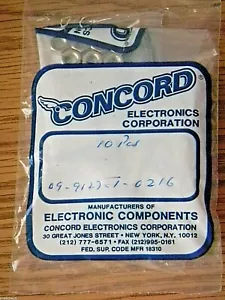 CONCORD
ELECTRONICS
CORPORATION
10 Pcs
09-9127-1-0216
MANUFACTURERS OF
ELECTRONIC COMPONENTS
CONCORD ELECTRONICS CORPORATION
30 GREAT JONES STREET • NEW YORK, N.Y. 10012
(212) 777-6571 • FAX (212)995-0161
FED. SUP. CODE MFR 18310